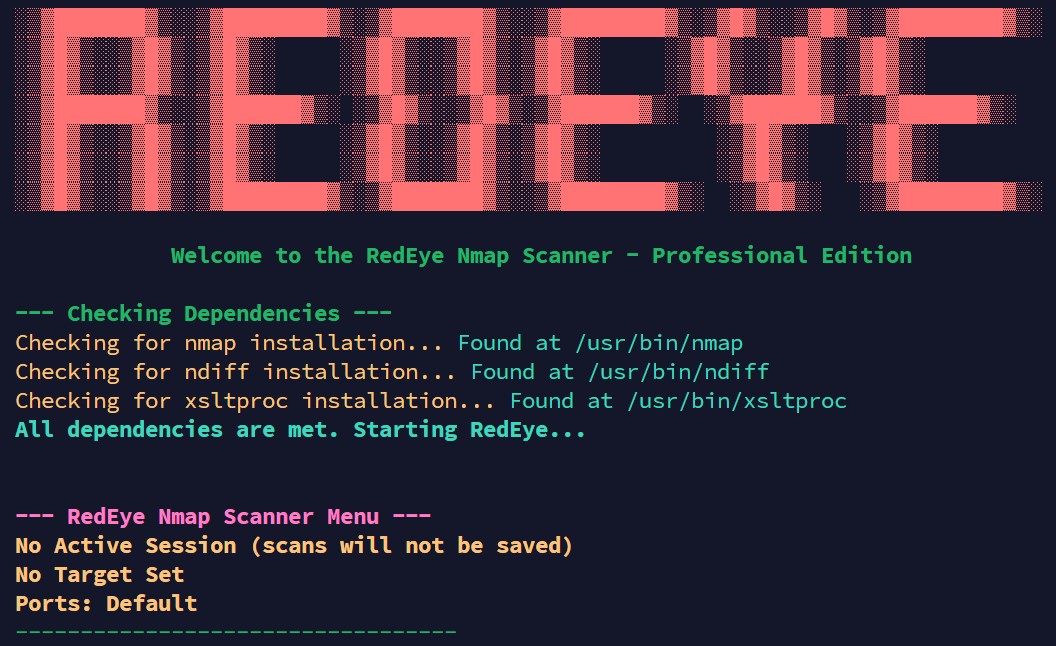 REDEYE
Welcome to the RedEye Nmap Scanner - Professional Edition
--- Checking Dependencies ---
Checking for nmap installation... Found at /usr/bin/nmap
Checking for ndiff installation... Found at /usr/bin/ndiff
Checking for xsltproc installation... Found at /usr/bin/xsltproc
All dependencies are met. Starting RedEye...
--- RedEye Nmap Scanner Menu ---
No Active Session (scans will not be saved)
No Target Set
Ports: Default
----------------------------------